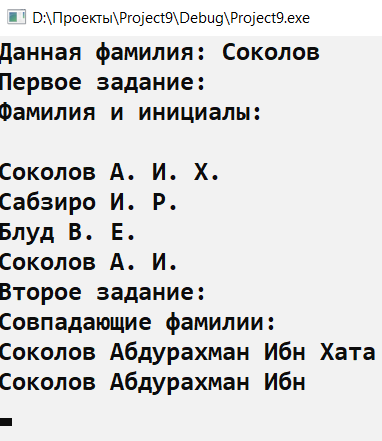 D:\Проекты\Project9\Debug\Project9.exe
Данная фамилия: Соколов
Первое задание:
Фамилия и инициалы:
Соколов А. И. Х.
Сабзиро И. Р.
Блуд В. Е.
Соколов А. И.
Второе задание:
Совпадающие фамилии:
Соколов Абдурахман Ибн Хата
Соколов Абдурахман Ибн